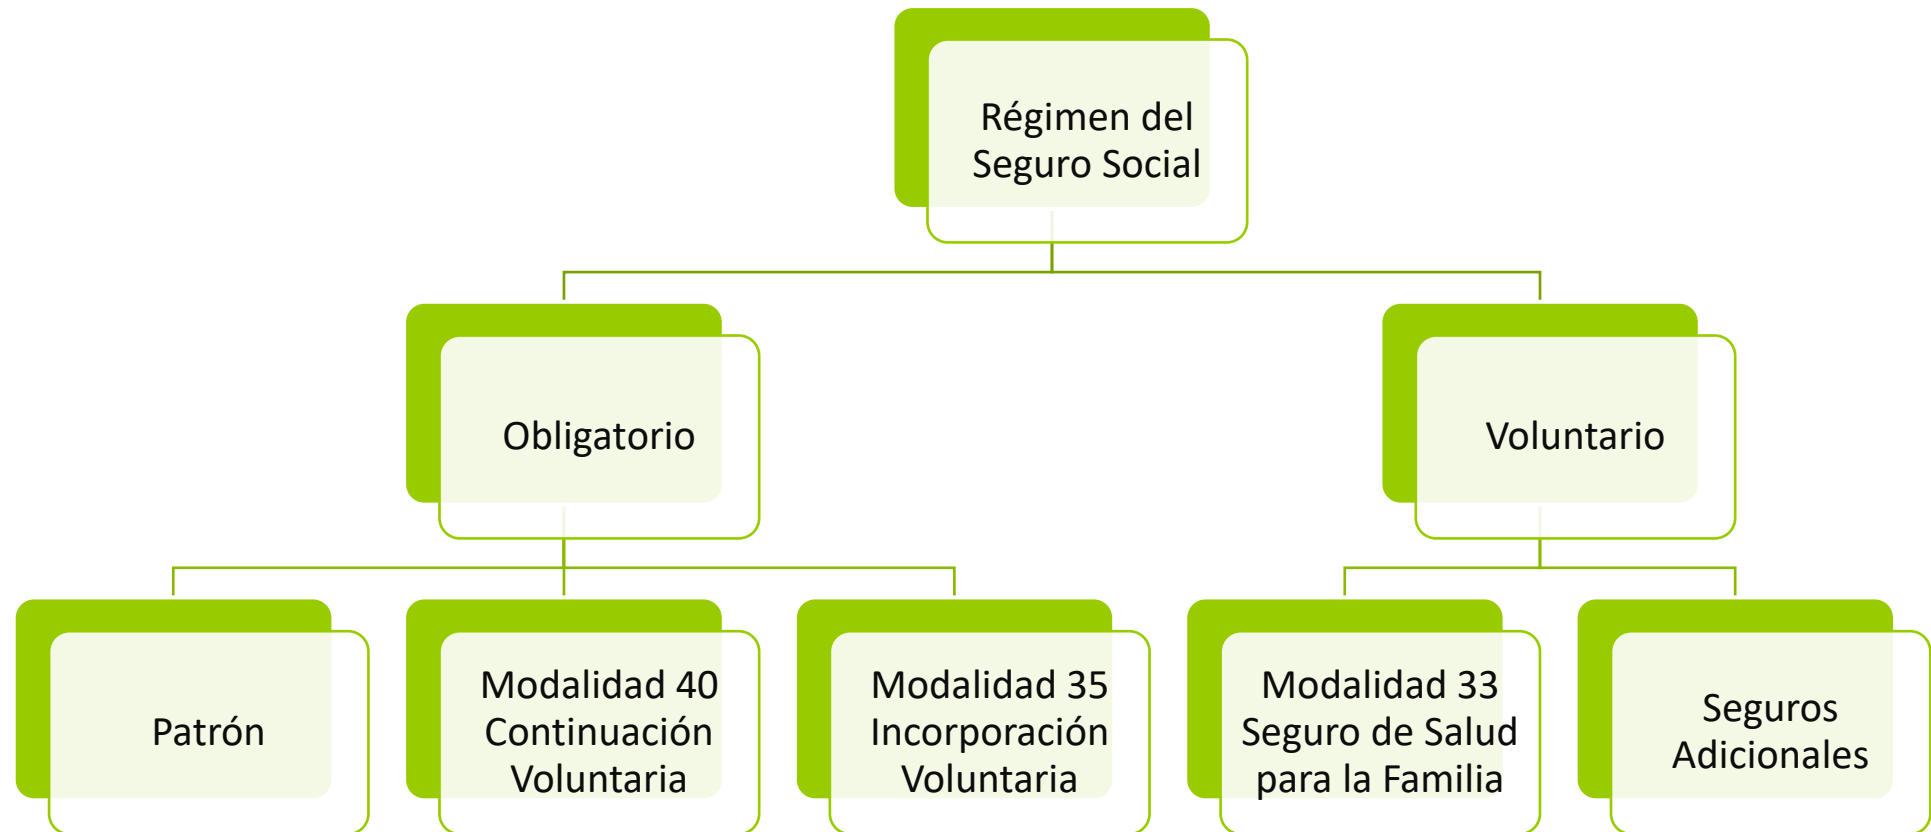 Régimen del
Seguro Social
Obligatorio
Voluntario
Patrón
Modalidad 40
Continuación
Voluntaria
Modalidad 35
Incorporación
Voluntaria
Modalidad 33
Seguro de Salud
para la Familia
Seguros
Adicionales